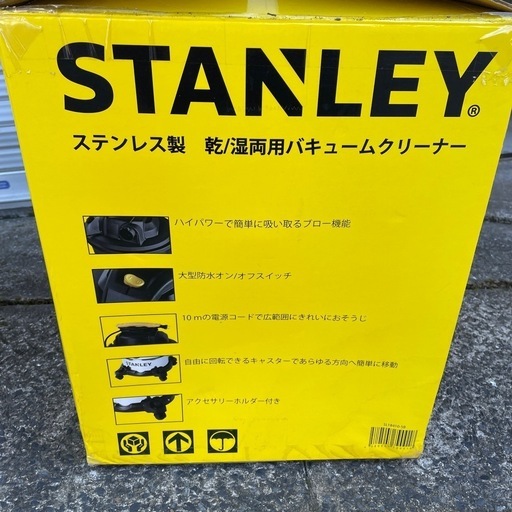 STANLEY®
ステンレス製 乾/湿両用バキュームクリーナー
ハイパワーで簡単に吸い取るブロー機能
大型防水オン/オフスイッチ
10 mの電源コードで広範囲にきれいにおそうじ
自由に回転できるキャスターであらゆる方向へ簡単に移動
STANLEY
アクセサリーホルダー付き